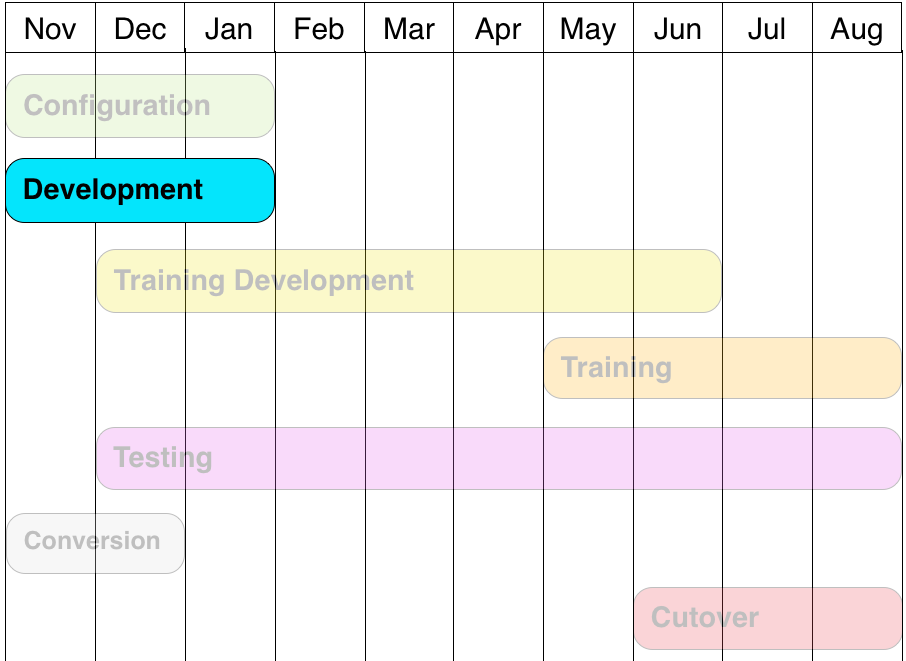 Nov Dec Jan Feb Mar Apr May Jun Jul Aug
Configuration
Development
Training Development
Training
Testing
Conversion
Cutover